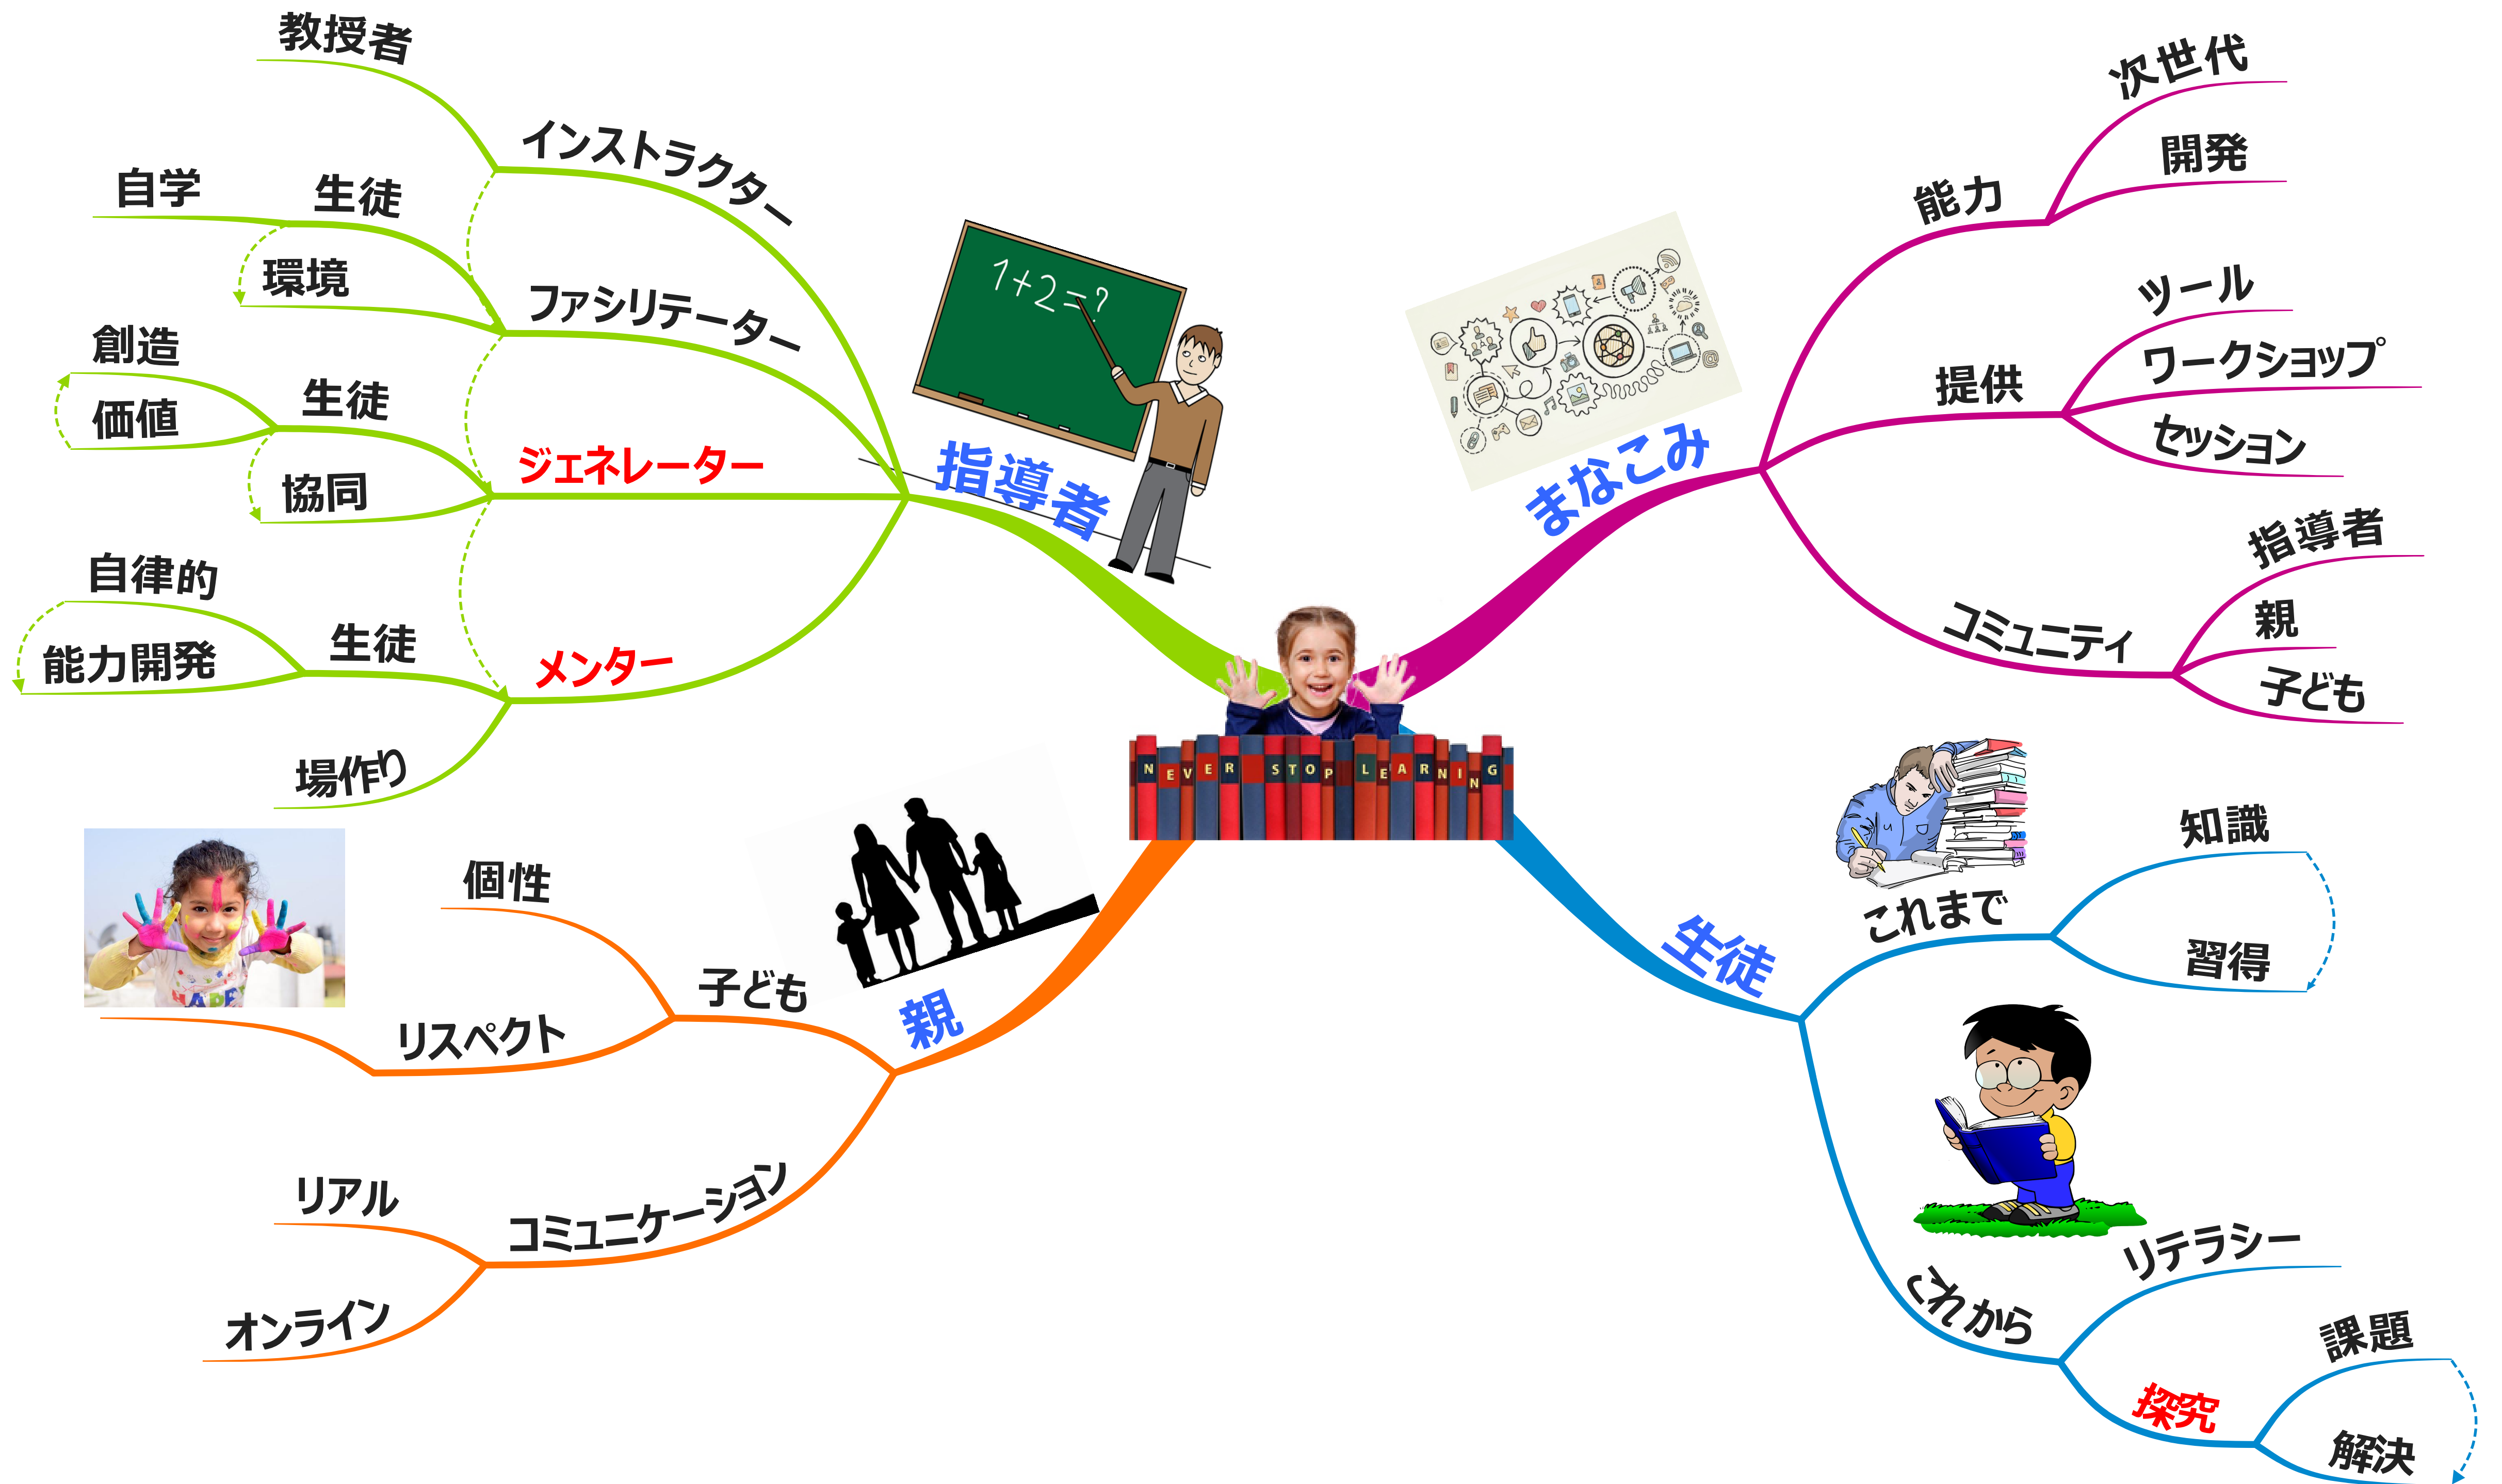 教授者
インストラクター
自学
生徒
環境
ファシリテーター
創造
価値
生徒
協同
ジェネレーター
自律的
能力開発
生徒
メンター
場作り
指導者
1+2=?
まなこみ
能力
次世代
開発
提供
ツール
ワークショップ
セッション
コミュニティ
指導者
親
子ども
NEVER STOP LEARNING
生徒
これまで
知識
習得
これから
リテラシー
探究
課題
解決
親
子ども
個性
リスペクト
コミュニケーション
リアル
オンライン